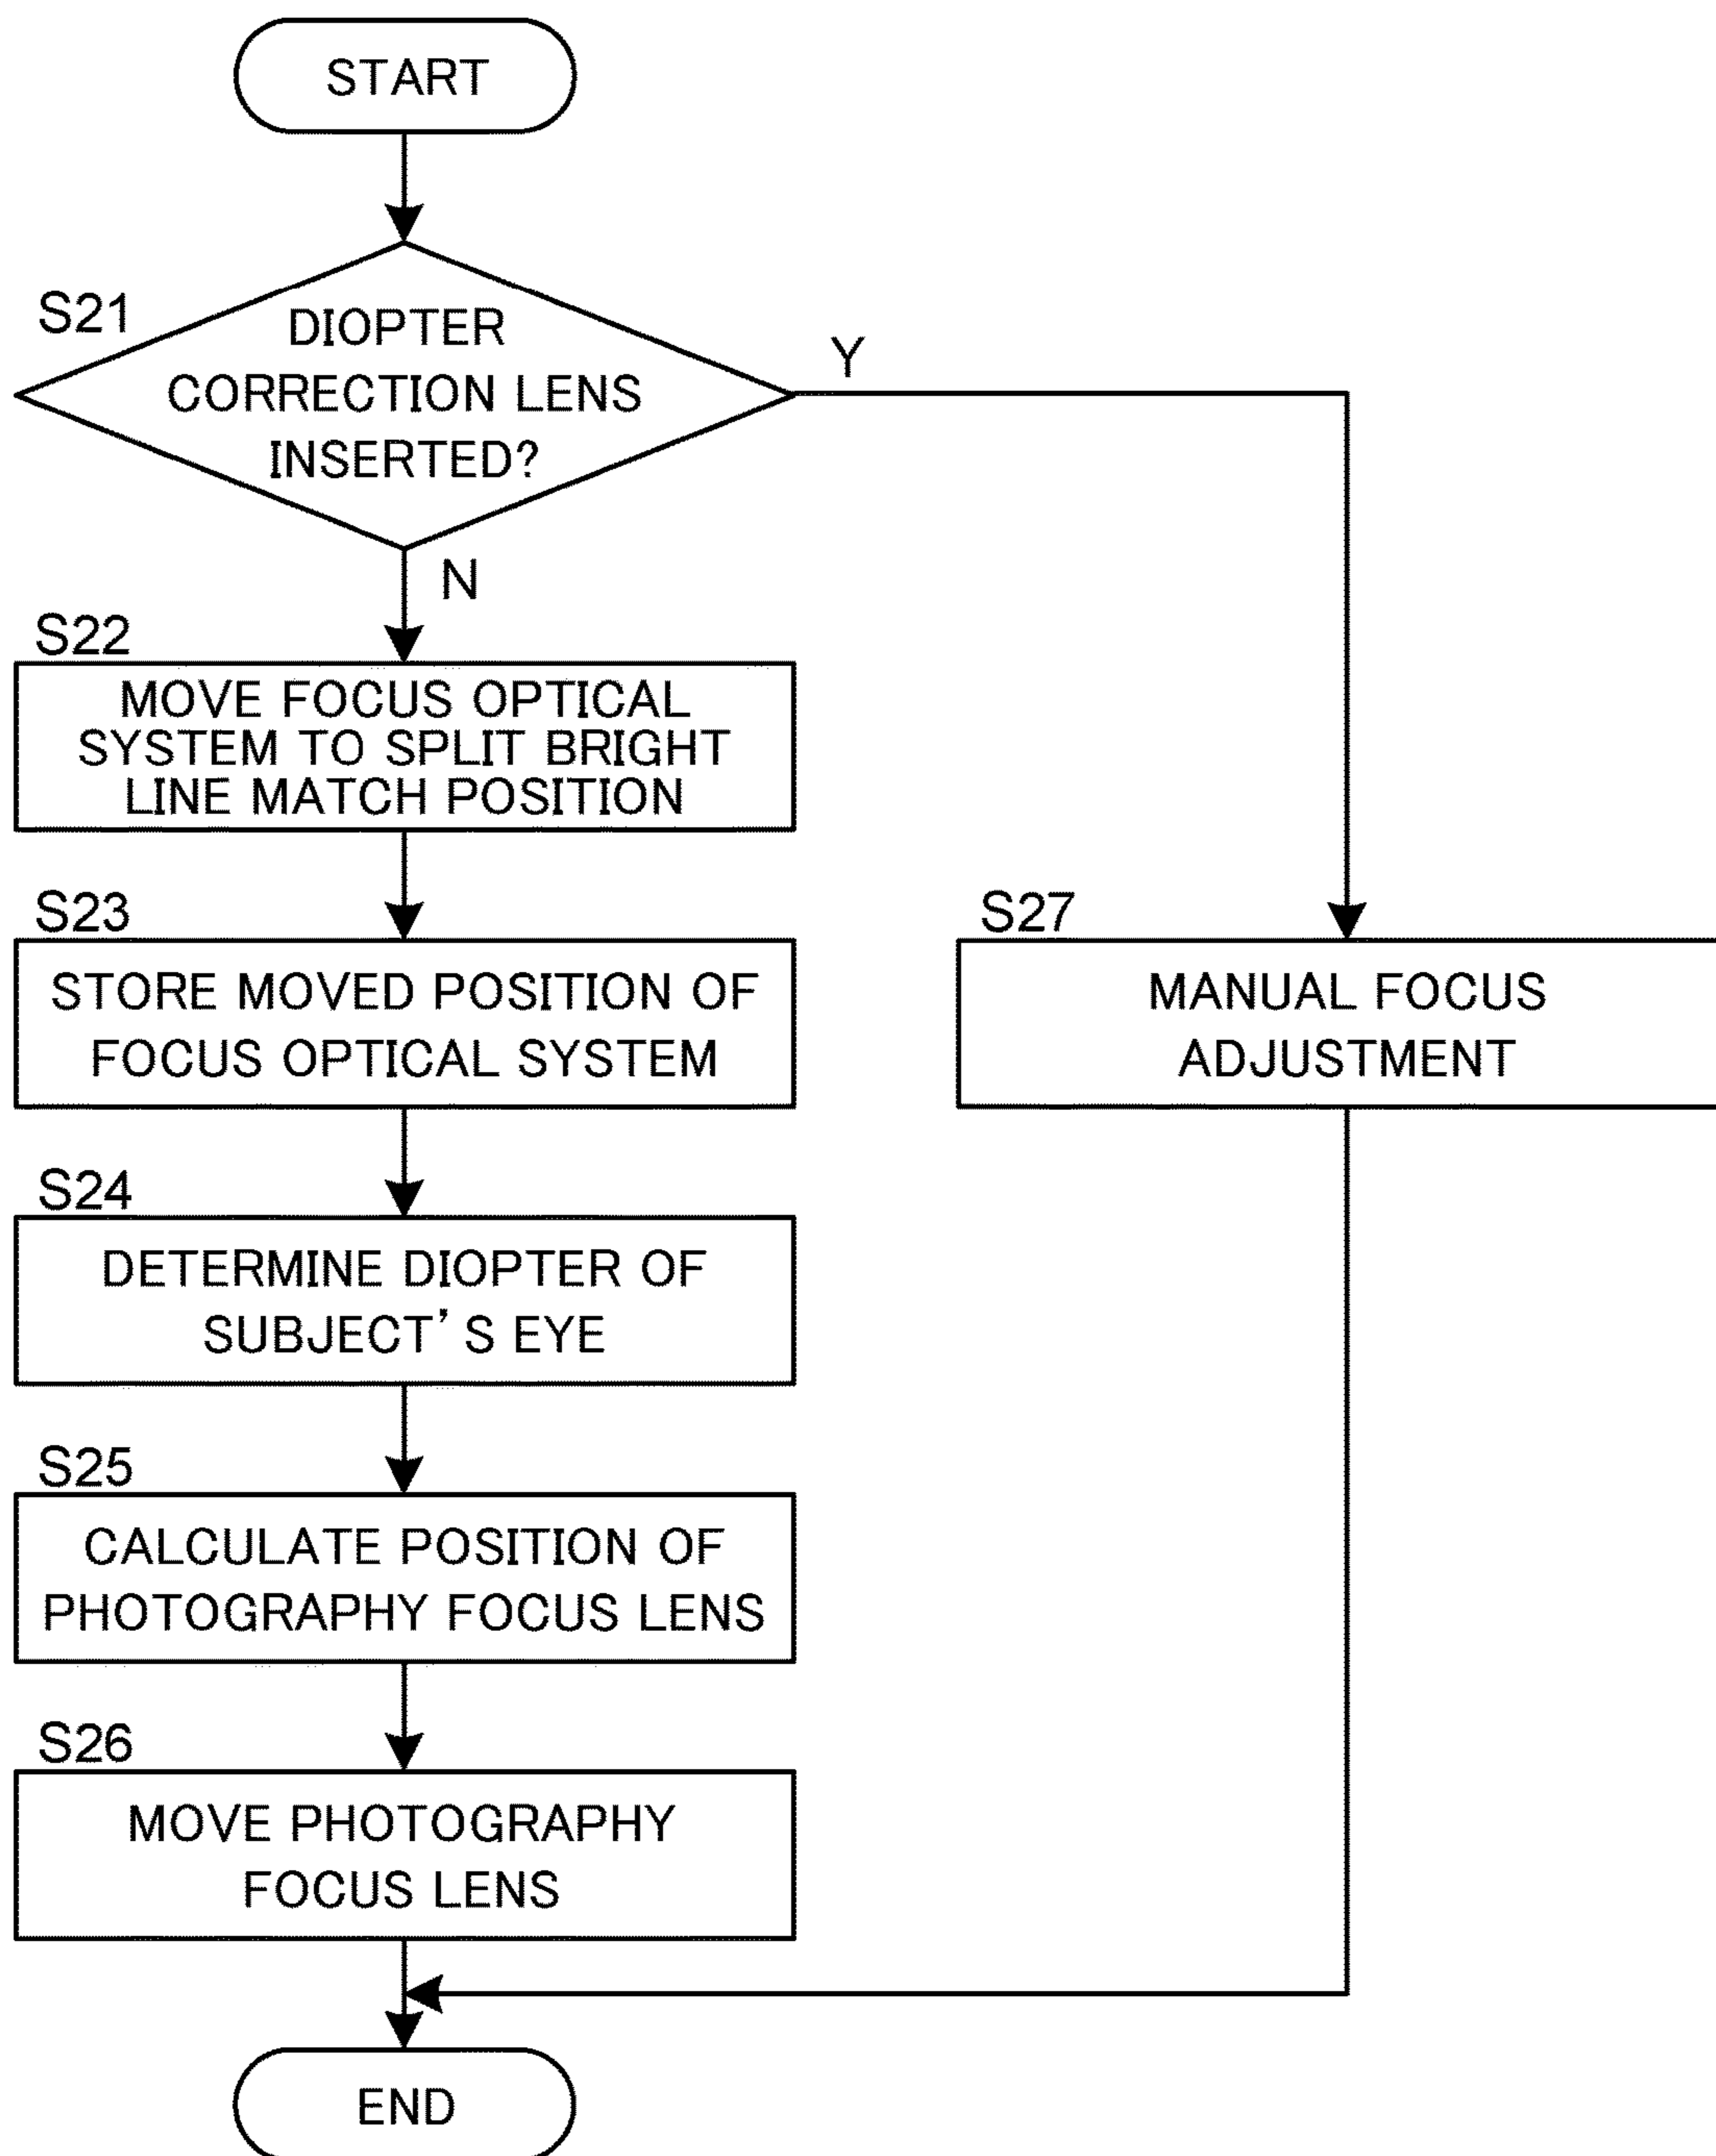 START
S21
DIOPTER
CORRECTION LENS
INSERTED?
Y
N
S22
MOVE FOCUS OPTICAL
SYSTEM TO SPLIT BRIGHT
LINE MATCH POSITION
S23
STORE MOVED POSITION OF
FOCUS OPTICAL SYSTEM
S27
MANUAL FOCUS
ADJUSTMENT
S24
DETERMINE DIOPTER OF
SUBJECT'S EYE
S25
CALCULATE POSITION OF
PHOTOGRAPHY FOCUS LENS
S26
MOVE PHOTOGRAPHY
FOCUS LENS
END